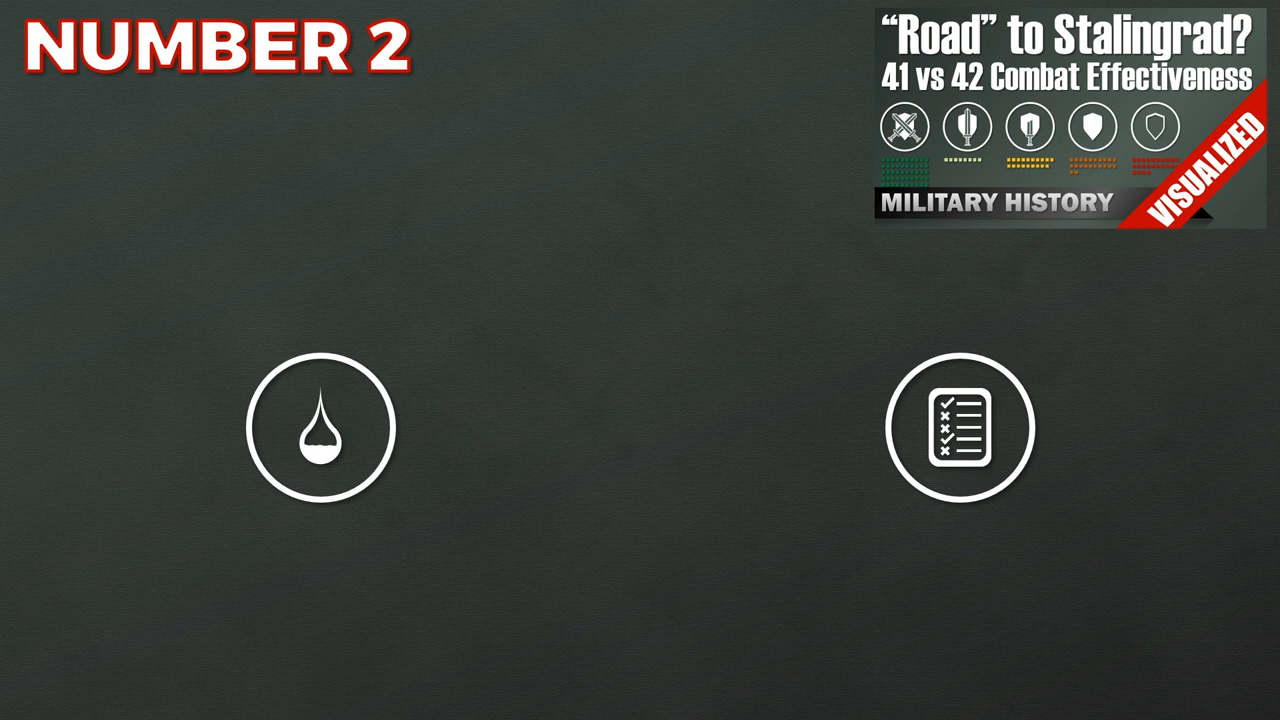 NUMBER 2
“Road” to Stalingrad?
41 vs 42 Combat Effectiveness
MILITARY HISTORY
VISUALIZED